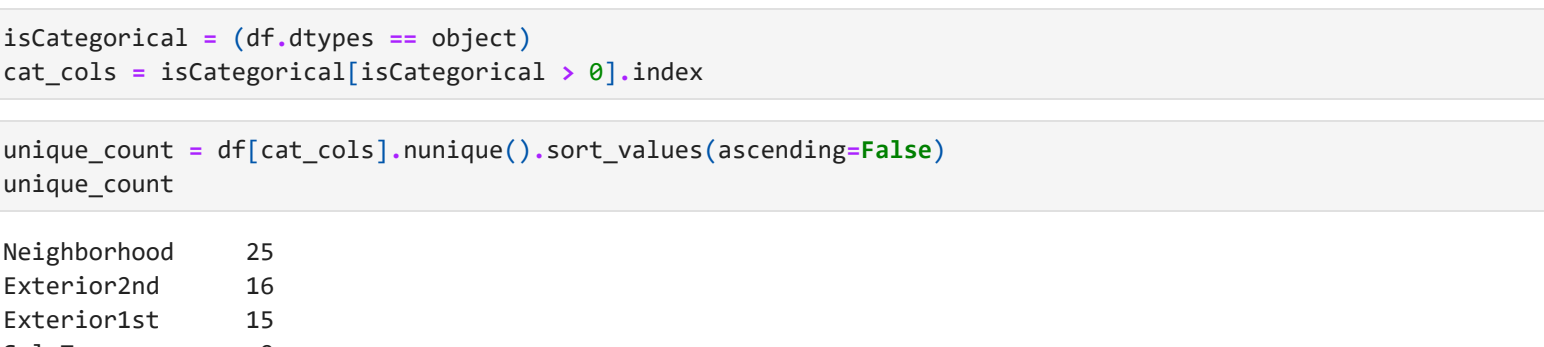 isCategorical = (df.dtypes == object)
cat_cols = isCategorical[isCategorical > 0].index
unique_count = df[cat_cols].nunique().sort_values(ascending=False)
unique_count
Neighborhood 25
Exterior2nd 16
Exterior1st 15